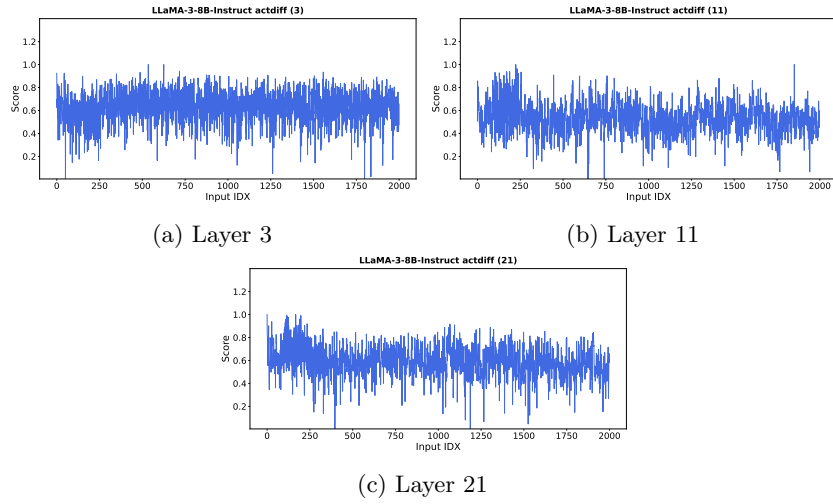 LLaMA-3-8B-Instruct actdiff (3)
1.4
1.2
1.0
0.8
0.6
0.4
0.2
Score
0 250 500 750 1000 1250 1500 1750 2000
Input IDX
(a) Layer 3
LLaMA-3-8B-Instruct actdiff (11)
1.4
1.2
1.0
0.8
0.6
0.4
0.2
Score
0 250 500 750 1000 1250 1500 1750 2000
Input IDX
(b) Layer 11
LLaMA-3-8B-Instruct actdiff (21)
1.2
1.0
0.8
0.6
0.4
0.2
Score
0 250 500 750 1000 1250 1500 1750 2000
Input IDX
(c) Layer 21